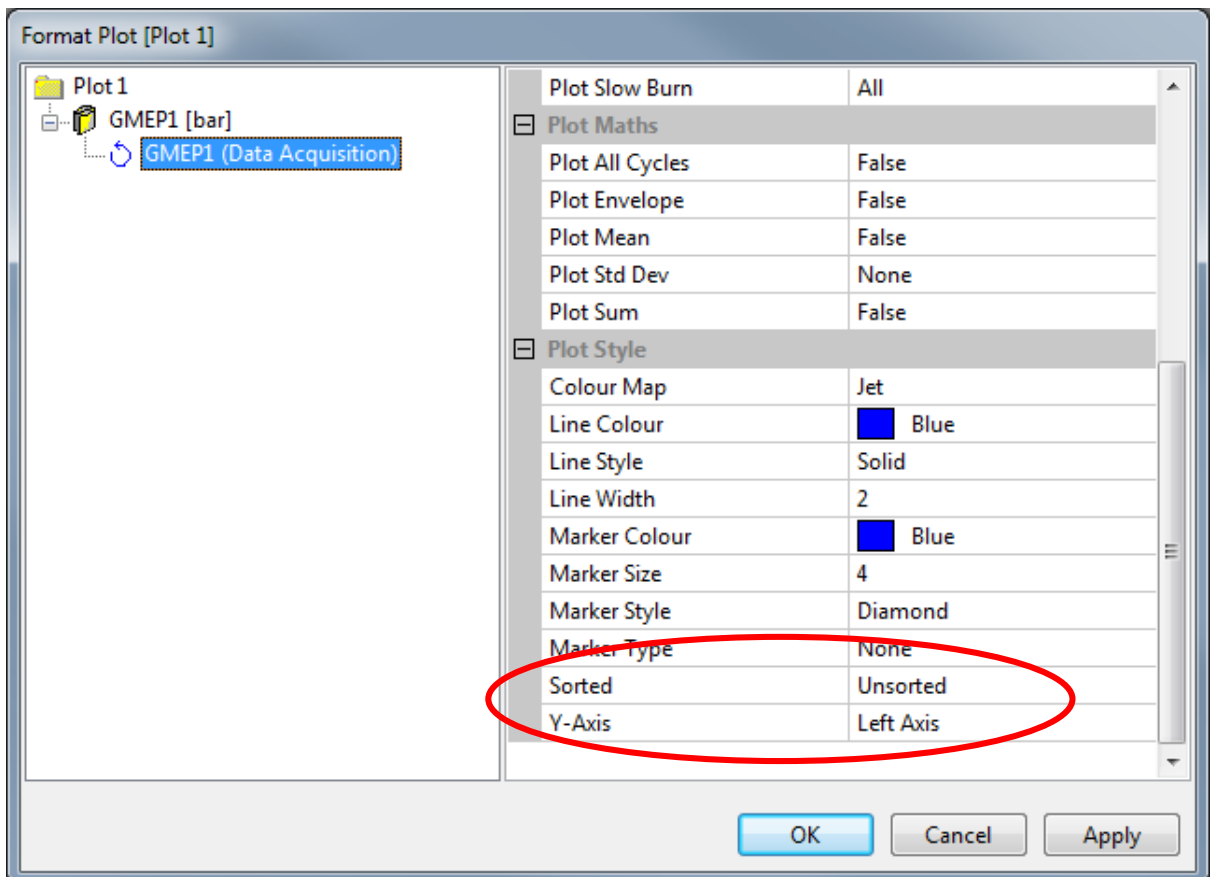 Format Plot [Plot 1]
Plot 1
GMEP1 [bar]
GMEP1 (Data Acquisition)
Plot Slow Burn All
Plot Maths
Plot All Cycles False
Plot Envelope False
Plot Mean False
Plot Std Dev None
Plot Sum False
Plot Style
Colour Map Jet
Line Colour Blue
Line Style Solid
Line Width 2
Marker Colour Blue
Marker Size 4
Marker Style Diamond
Marker Type None
Sorted Unsorted
Y-Axis Left Axis
OK Cancel Apply